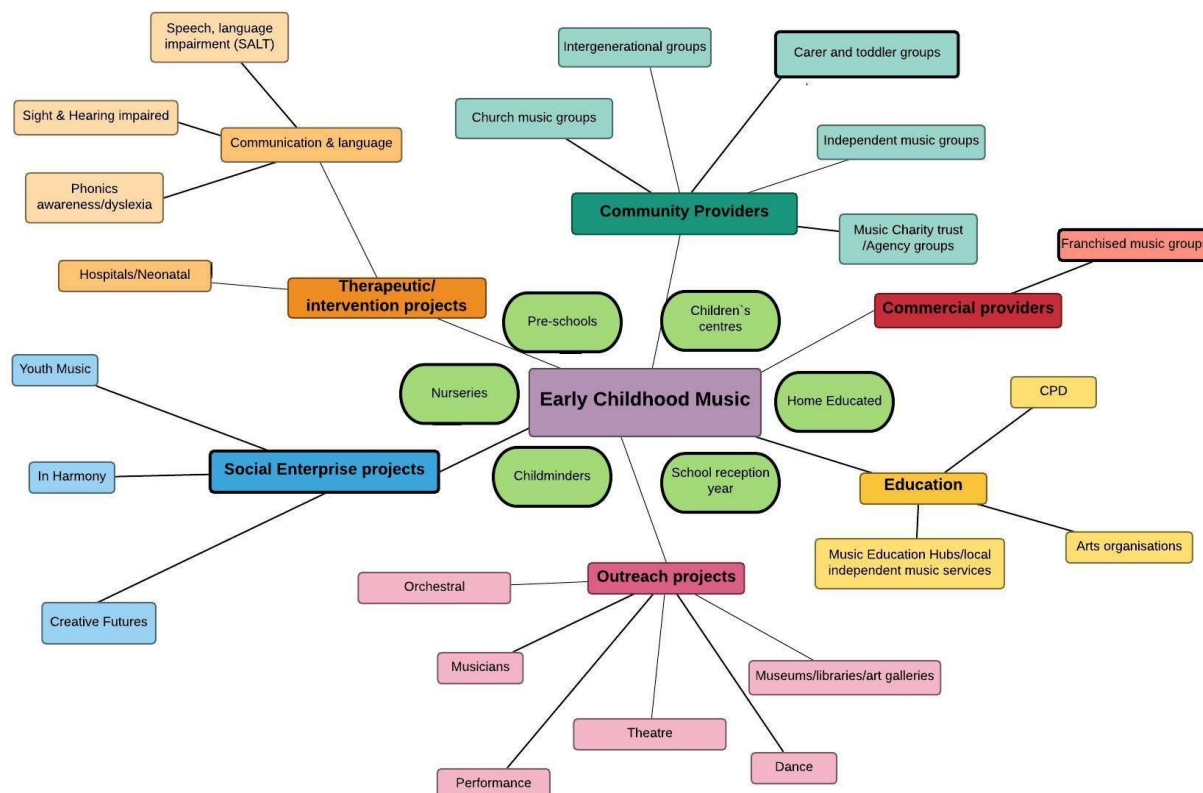 Speech, language
impairment (SALT)
Intergenerational groups
Carer and toddler groups
Sight & Hearing impaired
Church music groups
Communication & language
Independent music groups
Phonics
awareness/dyslexia
Community Providers
Music Charity trust
/Agency groups
Franchised music group
Hospitals/Neonatal
Therapeutic/
intervention projects
Commercial providers
Pre-schools
Children`s
centres
Youth Music
Nurseries
Early Childhood Music
Home Educated
CPD
In Harmony
Social Enterprise projects
Childminders
School reception
year
Education
Music Education Hubs/local
independent music services
Arts organisations
Orchestral
Outreach projects
Creative Futures
Musicians
Museums/libraries/art galleries
Theatre
Performance
Dance